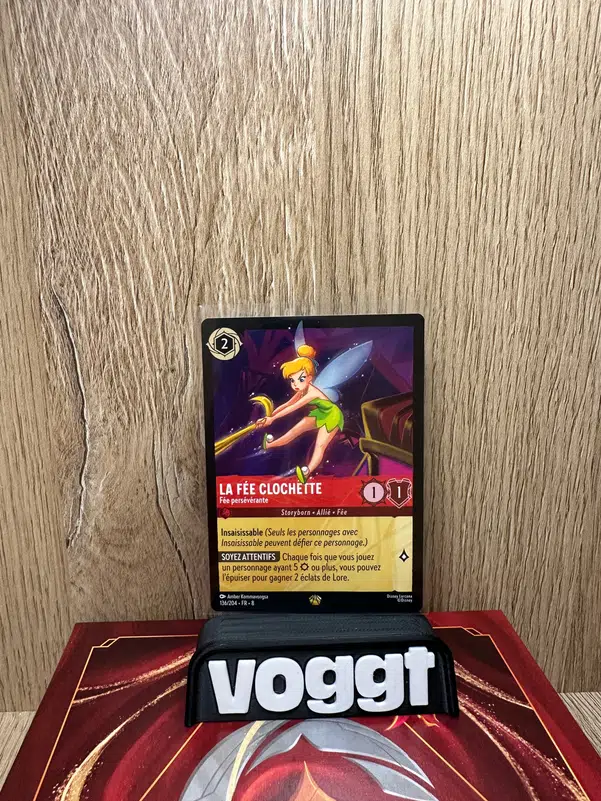 2
LA FÉE CLOCHETTE
Fée persévérante
1
1
Storyborn • Allié • Fée
Insaisissable (Seuls les personnages avec
Insaisissable peuvent défier ce personnage.)
SOYEZ ATTENTIFS Chaque fois que vous jouez
un personnage ayant 5 ou plus, vous pouvez
l'épuiser pour gagner 2 éclats de Lore.
Amber Kommavongsa
Disney Lorcana
136/204 • FR • 8
©Disney
voggt